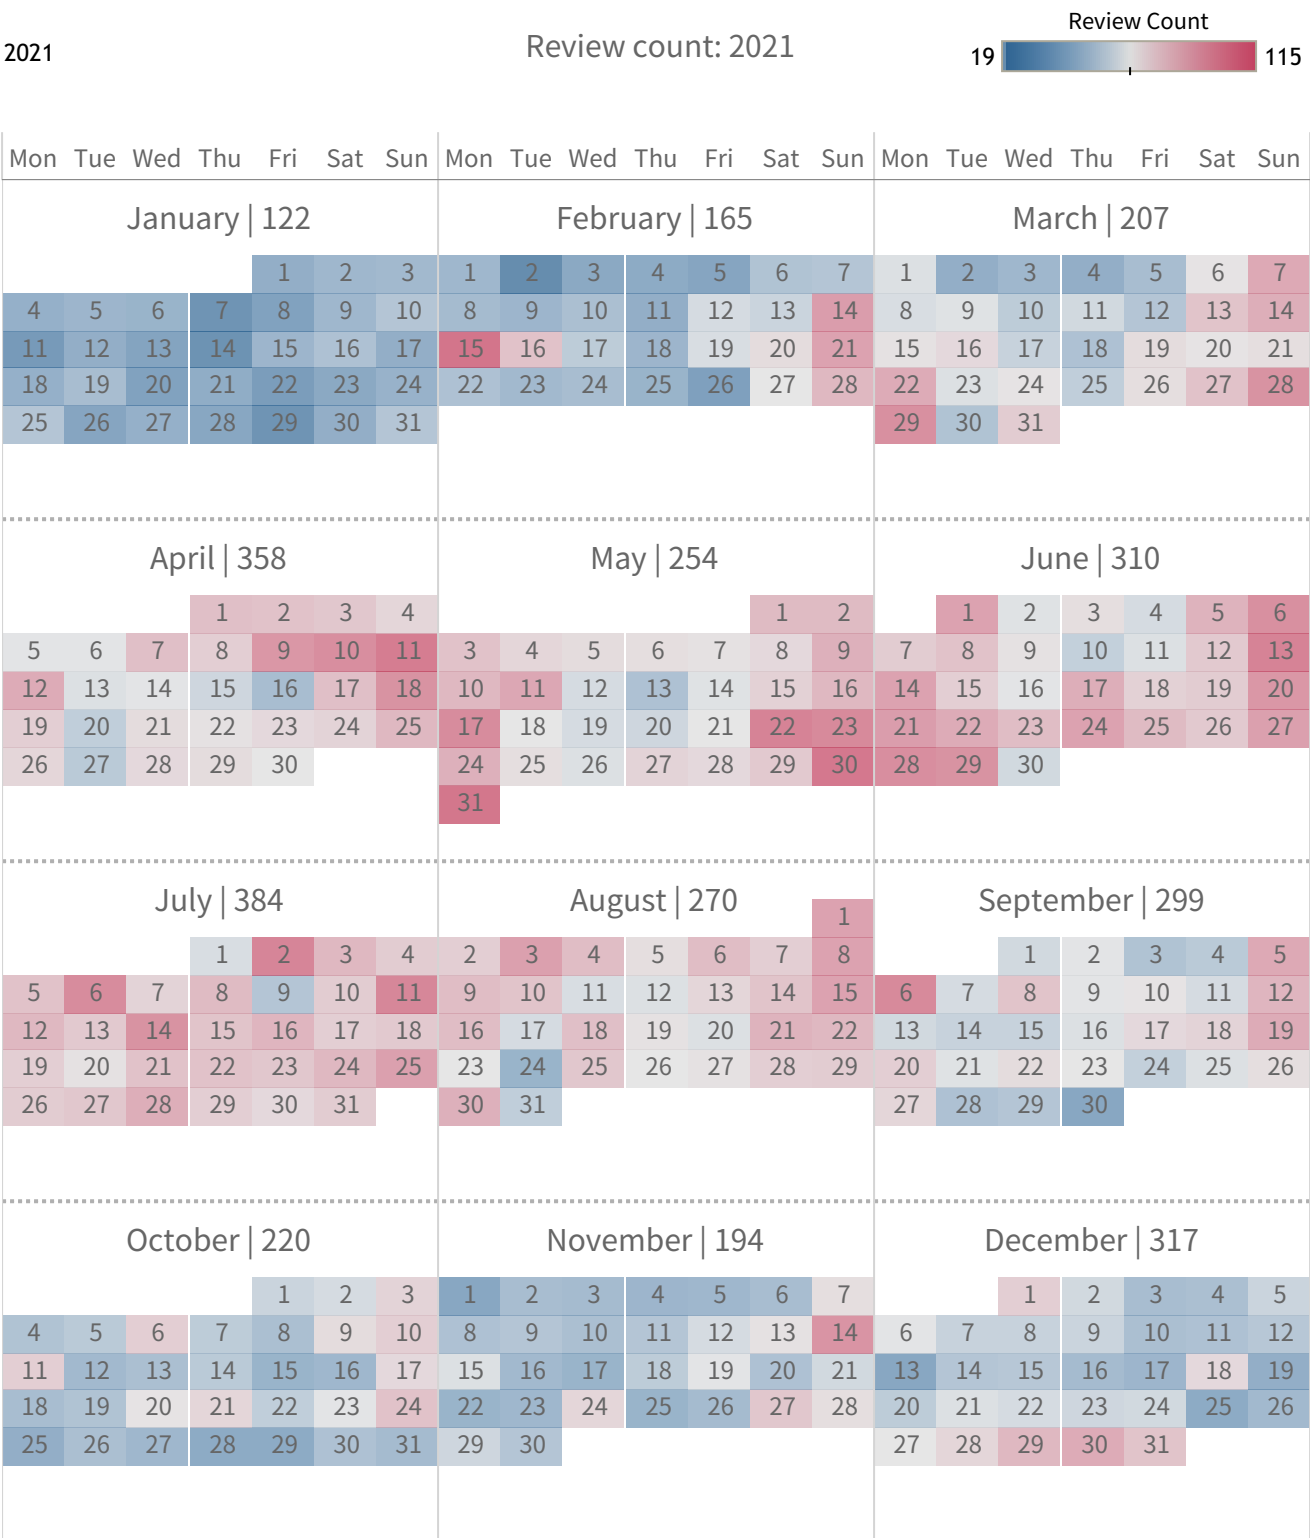 Review Count
2021 Review count: 2021 19 115
Mon Tue Wed Thu Fri Sat Sun Mon Tue Wed Thu Fri Sat Sun Mon Tue Wed Thu Fri Sat Sun
January | 122 February | 165 March | 207
1 2 3 1 2 3 4 5 6 7 1 2 3 4 5 6 7
4 5 6 7 8 9 10 8 9 10 11 12 13 14 8 9 10 11 12 13 14
11 12 13 14 15 16 17 15 16 17 18 19 20 21 15 16 17 18 19 20 21
18 19 20 21 22 23 24 22 23 24 25 26 27 28 22 23 24 25 26 27 28
25 26 27 28 29 30 31 29 30 31
April | 358 May | 254 June | 310
1 2 3 4 1 2 1 2 3 4 5 6
5 6 7 8 9 10 11 3 4 5 6 7 8 9 7 8 9 10 11 12 13
12 13 14 15 16 17 18 10 11 12 13 14 15 16 14 15 16 17 18 19 20
19 20 21 22 23 24 25 17 18 19 20 21 22 23 21 22 23 24 25 26 27
26 27 28 29 30 24 25 26 27 28 29 30 28 29 30
31
July | 384 August | 270 September | 299
1
1 2 3 4 2 3 4 5 6 7 8 1 2 3 4 5
5 6 7 8 9 10 11 9 10 11 12 13 14 15 6 7 8 9 10 11 12
12 13 14 15 16 17 18 16 17 18 19 20 21 22 13 14 15 16 17 18 19
19 20 21 22 23 24 25 23 24 25 26 27 28 29 20 21 22 23 24 25 26
26 27 28 29 30 31 30 31 27 28 29 30
October | 220 November | 194 December | 317
1 2 3 1 2 3 4 5 6 7 1 2 3 4 5
4 5 6 7 8 9 10 8 9 10 11 12 13 14 6 7 8 9 10 11 12
11 12 13 14 15 16 17 15 16 17 18 19 20 21 13 14 15 16 17 18 19
18 19 20 21 22 23 24 22 23 24 25 26 27 28 20 21 22 23 24 25 26
25 26 27 28 29 30 31 29 30 27 28 29 30 31